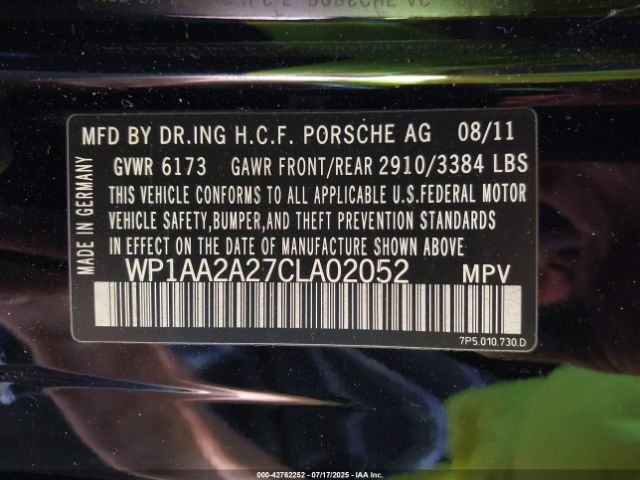 MFD BY DR.ING H.C.F. PORSCHE AG 08/11
GVWR 6173 GAWR FRONT/REAR 2910/3384 LBS
THIS VEHICLE CONFORMS TO ALL APPLICABLE U.S.FEDERAL MOTOR
VEHICLE SAFETY,BUMPER,AND THEFT PREVENTION STANDARDS
IN EFFECT ON THE DATE OF MANUFACTURE SHOWN ABOVE
WP1AA2A27CLA02052 MPV
7P5.010.730.D
MADE IN GERMANY
000-42762252 | 07/17/2025 - IAA Inc.